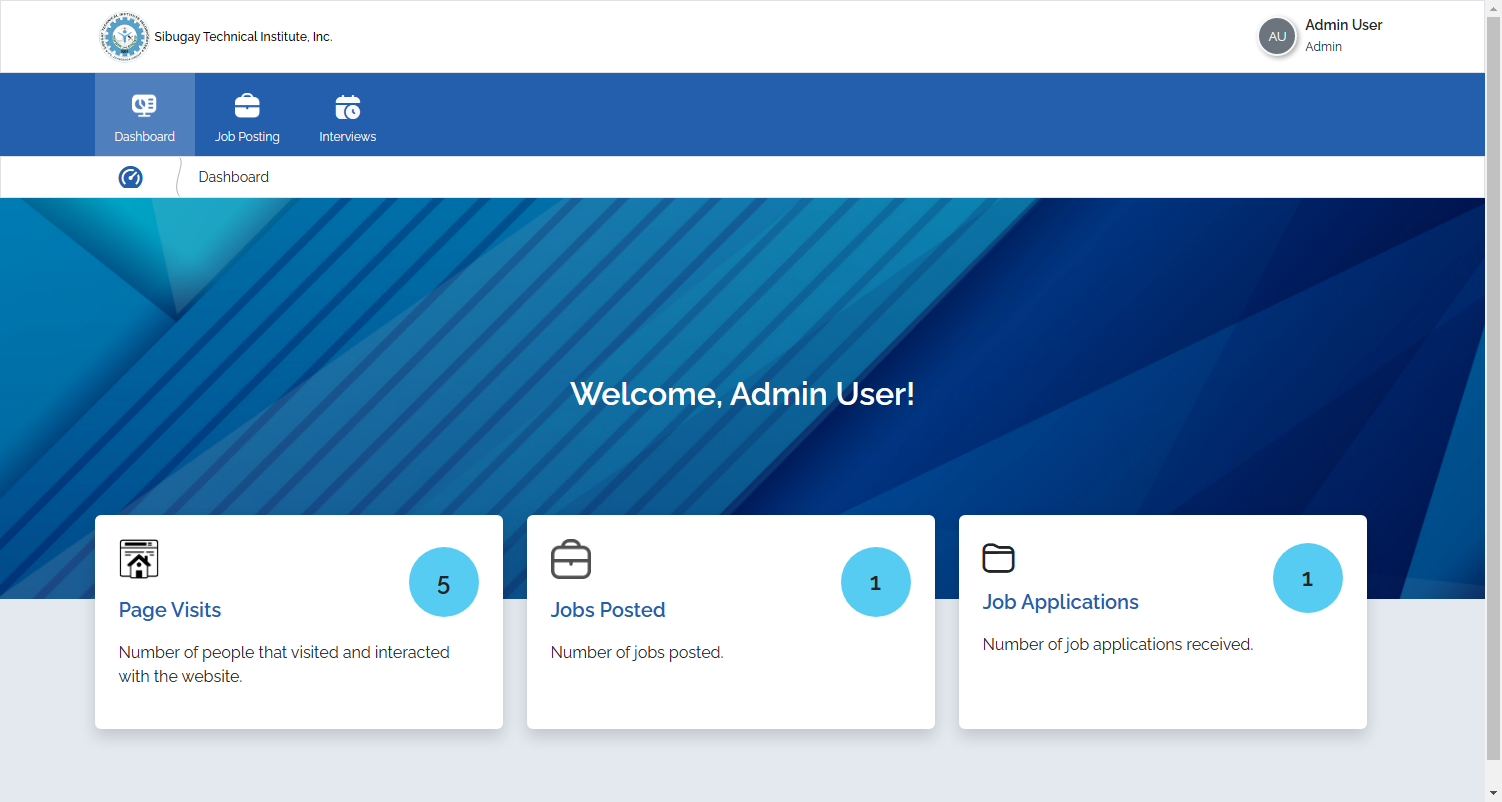 Sibugay Technical Institute, Inc.
AU
Admin User
Admin
Dashboard
Job Posting
Interviews
Dashboard
Welcome, Admin User!
5
Page Visits
Number of people that visited and interacted
with the website.
1
Jobs Posted
Number of jobs posted.
1
Job Applications
Number of job applications received.